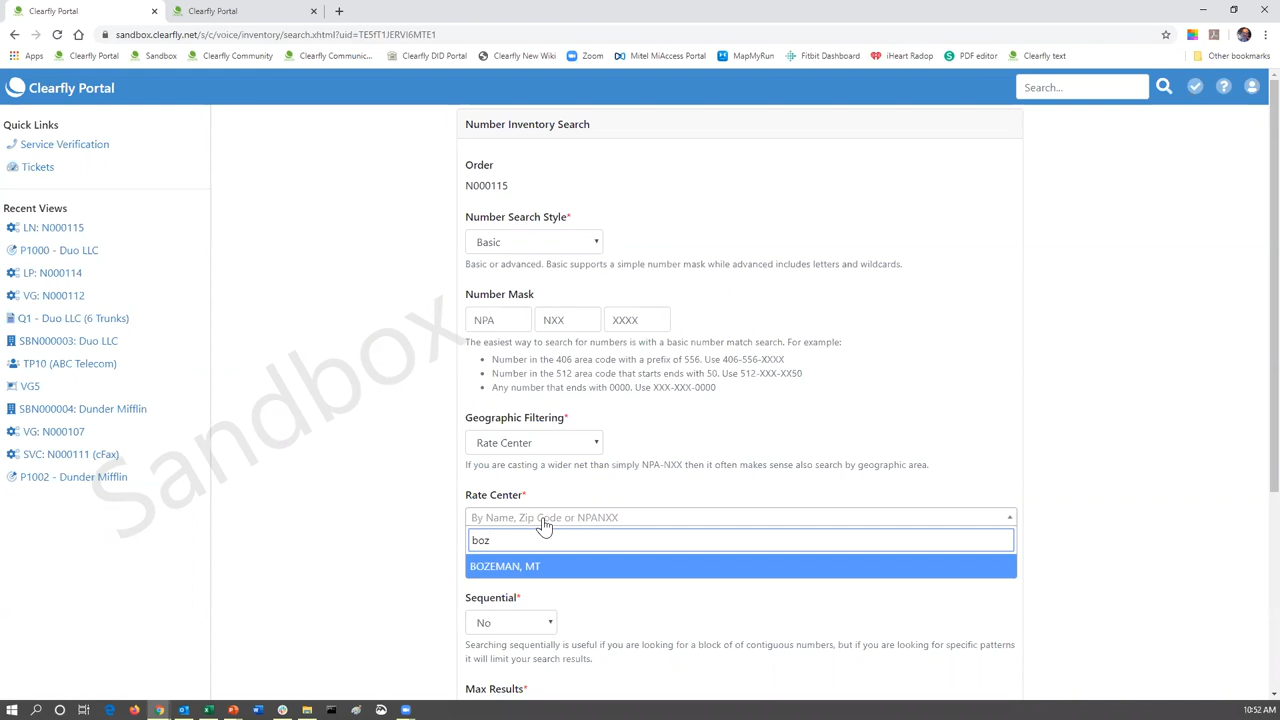 Clearfly Portal
Clearfly Portal
sandbox.clearfly.net/s/c/voice/inventory/search.xhtml?uid=TE5fT1JERVI6MTE1
Apps
Clearfly Portal
Sandbox
Clearfly Community
Clearfly Communic...
Clearfly DID Portal
Clearfly New Wiki
Zoom
Mitel MiAccess Portal
MapMyRun
Fitbit Dashboard
iHeart Radop
PDF editor
Clearfly text
Other bookmarks
Clearfly Portal
Search...
Quick Links
Service Verification
Tickets
Recent Views
LN: N000115
P1000 - Duo LLC
LP: N000114
VG: N000112
Q1 - Duo LLC (6 Trunks)
SBN000003: Duo LLC
TP10 (ABC Telecom)
VG5
SBN000004: Dunder Mifflin
VG: N000107
SVC: N000111 (cFax)
P1002 - Dunder Mifflin
Sandbox
Number Inventory Search
Order
N000115
Number Search Style*
Basic
Basic or advanced. Basic supports a simple number mask while advanced includes letters and wildcards.
Number Mask
NPA NXX XXXX
The easiest way to search for numbers is with a basic number match search. For example:
• Number in the 406 area code with a prefix of 556. Use 406-556-XXXX
• Number in the 512 area code that starts ends with 50. Use 512-XXX-XX50
• Any number that ends with 0000. Use XXX-XXX-0000
Geographic Filtering*
Rate Center
If you are casting a wider net than simply NPA-NXX then it often makes sense also search by geographic area.
Rate Center*
By Name, Zip Code or NPANXX
boz
BOZEMAN, MT
Sequential*
No
Searching sequentially is useful if you are looking for a block of of contiguous numbers, but if you are looking for specific patterns
it will limit your search results.
Max Results*
10:52 AM